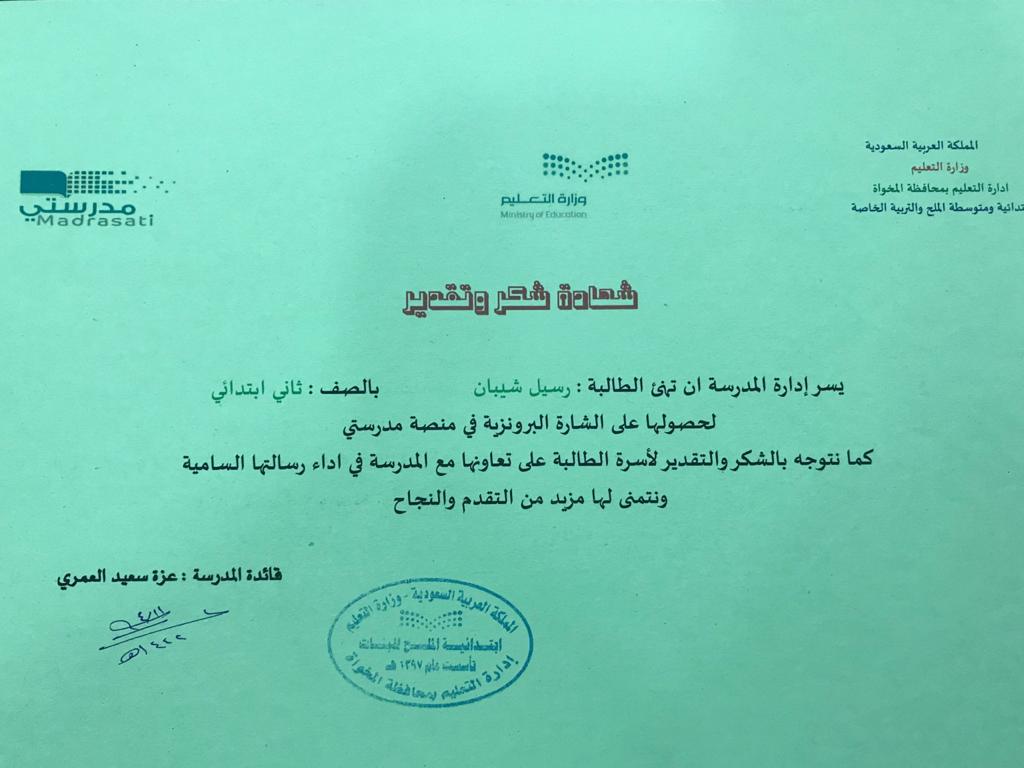 المملكة العربية السعودية
وزارة التعليم
ادارة التعليم بمحافظة المخواة
تدائية ومتوسطة الملح والتربية الخاصة
وزارة التعـليم
Ministry of Education
مدرستي
Madrasati
شهادة شكر وتقدير
يسر إدارة المدرسة ان تهنئ الطالبة : رسيل شيبان بالصف : ثاني ابتدائي
لحصولها على الشارة البرونزية في منصة مدرستي
كما نتوجه بالشكر والتقدير لأسرة الطالبة على تعاونها مع المدرسة في اداء رسالتها السامية
ونتمنى لها مزيد من التقدم والنجاح
قائدة المدرسة : عزة سعيد العمري
المملكة العربية السعودية - وزارة التعليم
ابتدائية الملح للبنات
تأسست عام ١٣٩٧ هـ
إدارة التعليم بمحافظة المخواة